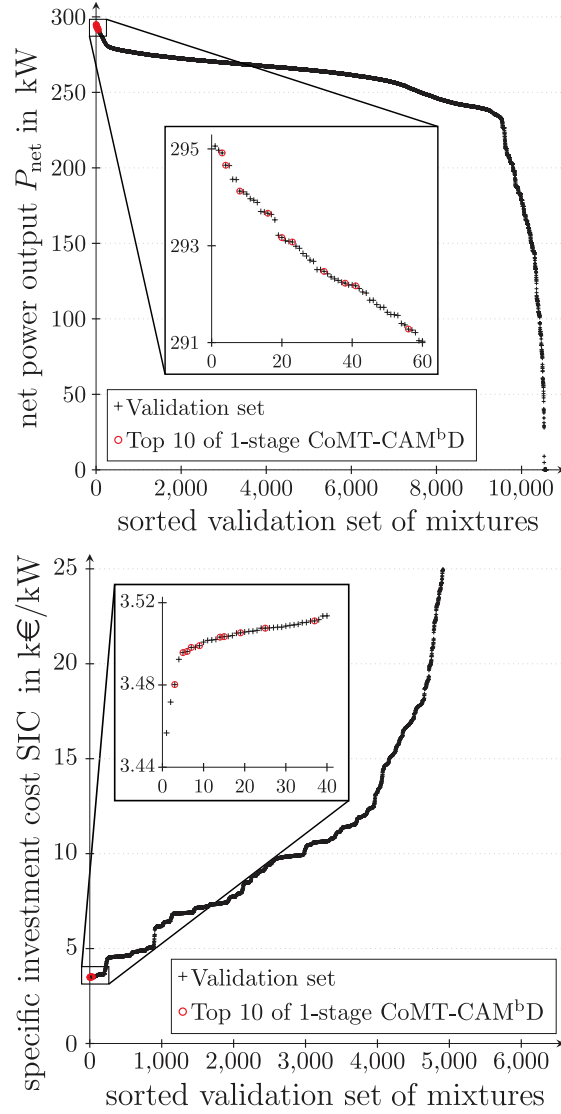 300
250
200
150
100
50
0
net power output Pnet in kW
295
293
291
0 20 40 60
+ Validation set
○ Top 10 of 1-stage CoMT-CAMᵇD
0 2,000 4,000 6,000 8,000 10,000
sorted validation set of mixtures
25
20
15
10
5
0
specific investment cost SIC in k€/kW
3.52
3.48
3.44
0 10 20 30 40
+ Validation set
○ Top 10 of 1-stage CoMT-CAMᵇD
0 1,000 2,000 3,000 4,000 5,000 6,000
sorted validation set of mixtures